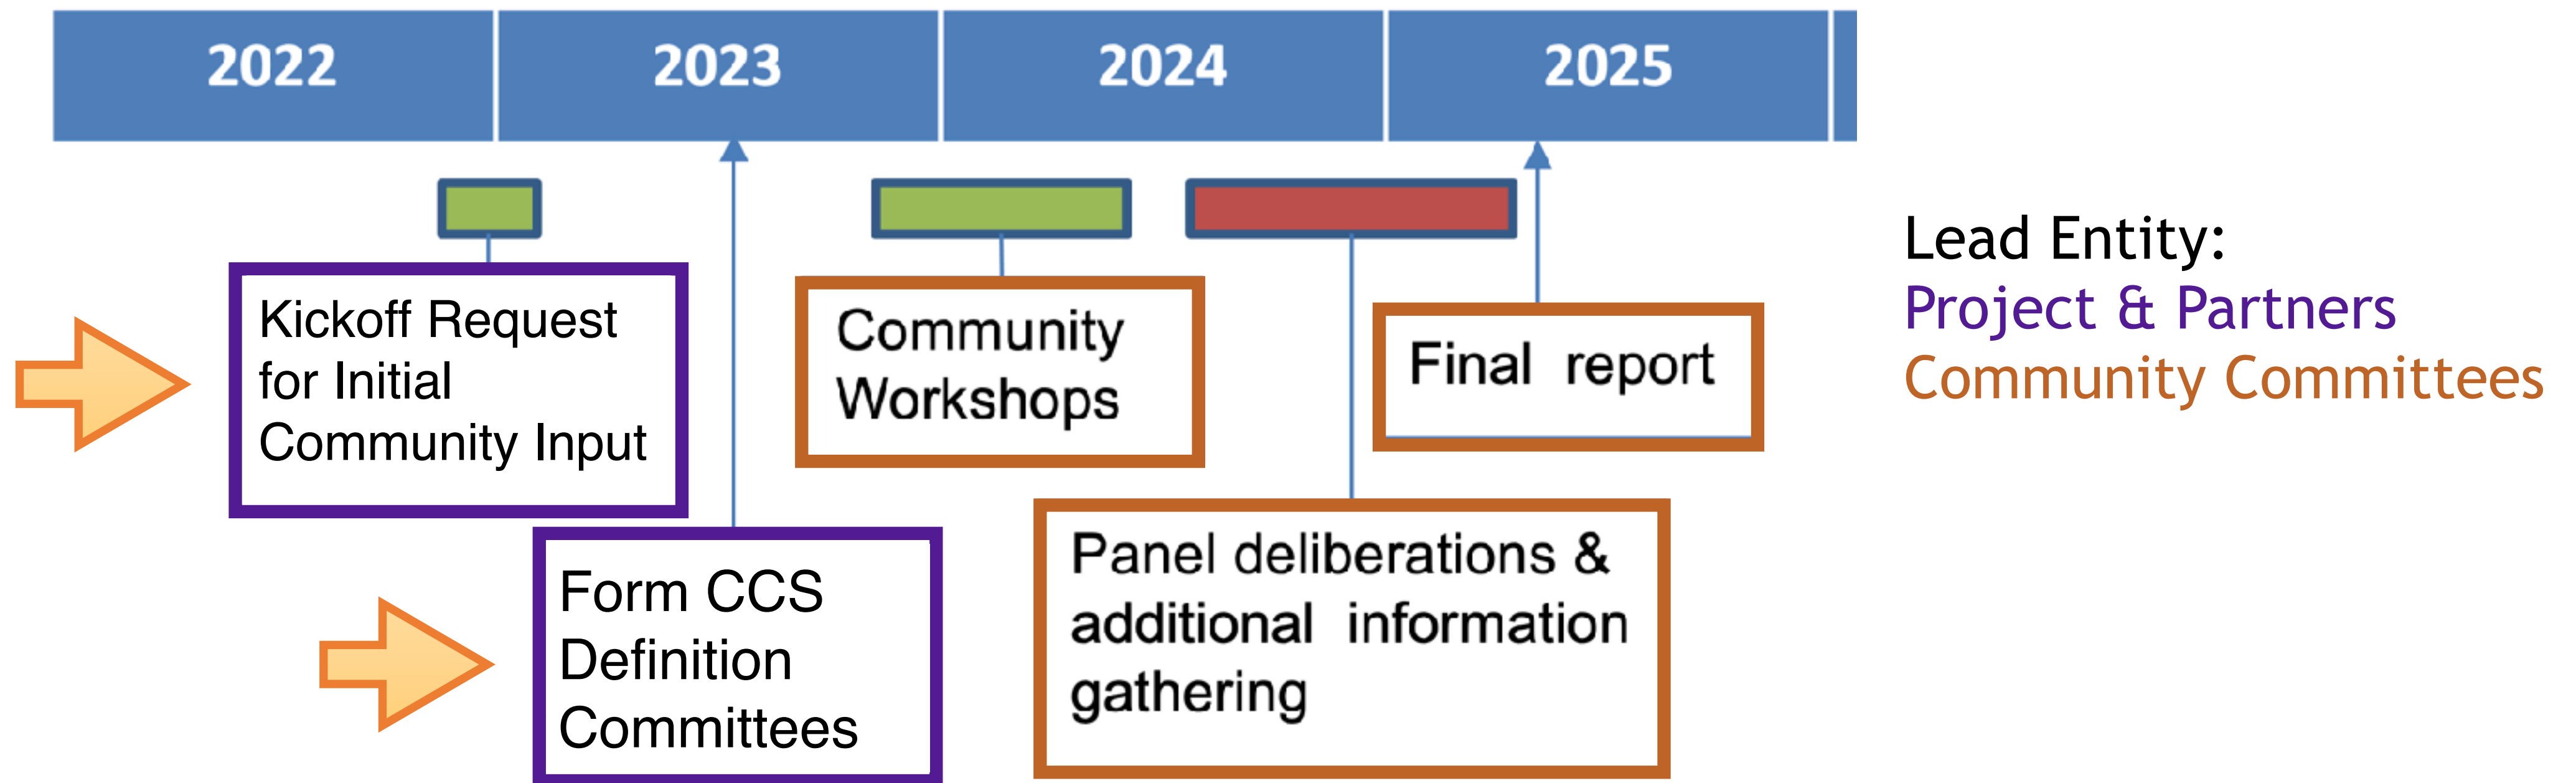 2022
2023
2024
2025
Kickoff Request
for Initial
Community Input
Form CCS
Definition
Committees
Community
Workshops
Panel deliberations &
additional information
gathering
Final report
Lead Entity:
Project & Partners
Community Committees